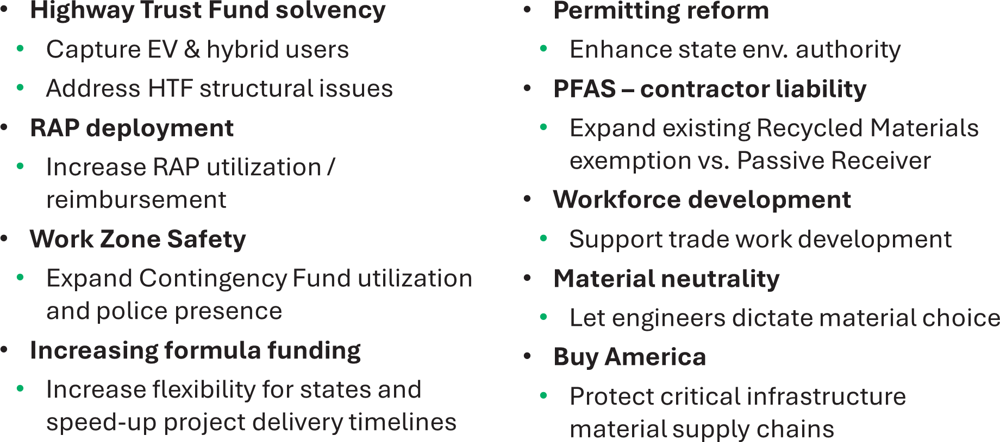 • Highway Trust Fund solvency
• Capture EV & hybrid users
• Address HTF structural issues
• RAP deployment
• Increase RAP utilization /
reimbursement
• Work Zone Safety
• Expand Contingency Fund utilization
and police presence
• Increasing formula funding
• Increase flexibility for states and
speed-up project delivery timelines
• Permitting reform
• Enhance state env. authority
• PFAS – contractor liability
• Expand existing Recycled Materials
exemption vs. Passive Receiver
• Workforce development
• Support trade work development
• Material neutrality
• Let engineers dictate material choice
• Buy America
• Protect critical infrastructure
material supply chains